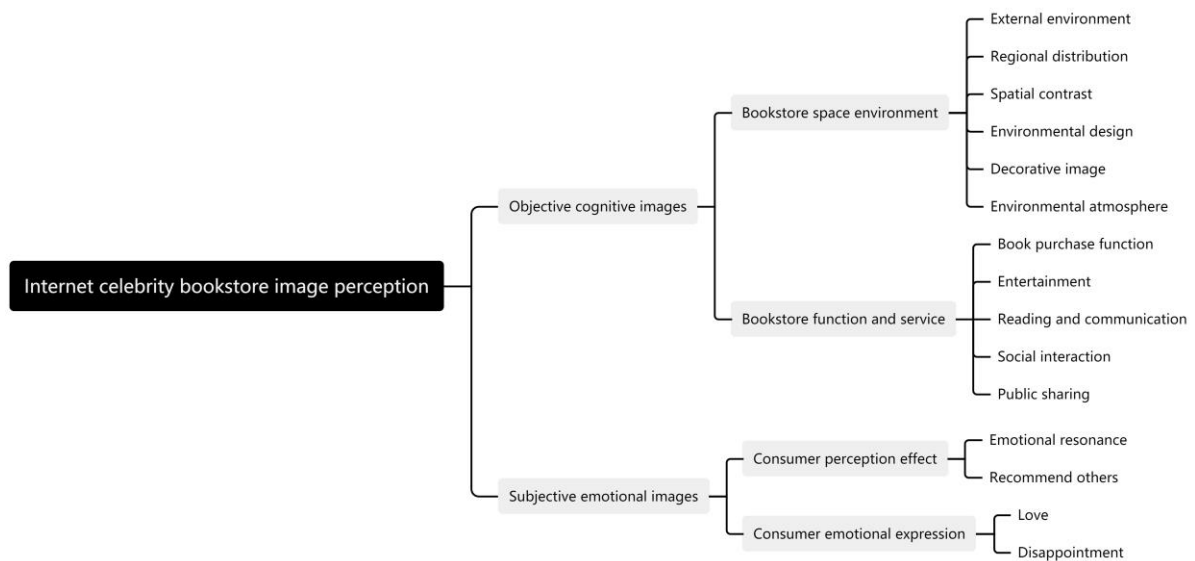 Internet celebrity bookstore image perception
Objective cognitive images
Bookstore space environment
External environment
Regional distribution
Spatial contrast
Environmental design
Decorative image
Environmental atmosphere
Bookstore function and service
Book purchase function
Entertainment
Reading and communication
Social interaction
Public sharing
Subjective emotional images
Consumer perception effect
Emotional resonance
Recommend others
Consumer emotional expression
Love
Disappointment